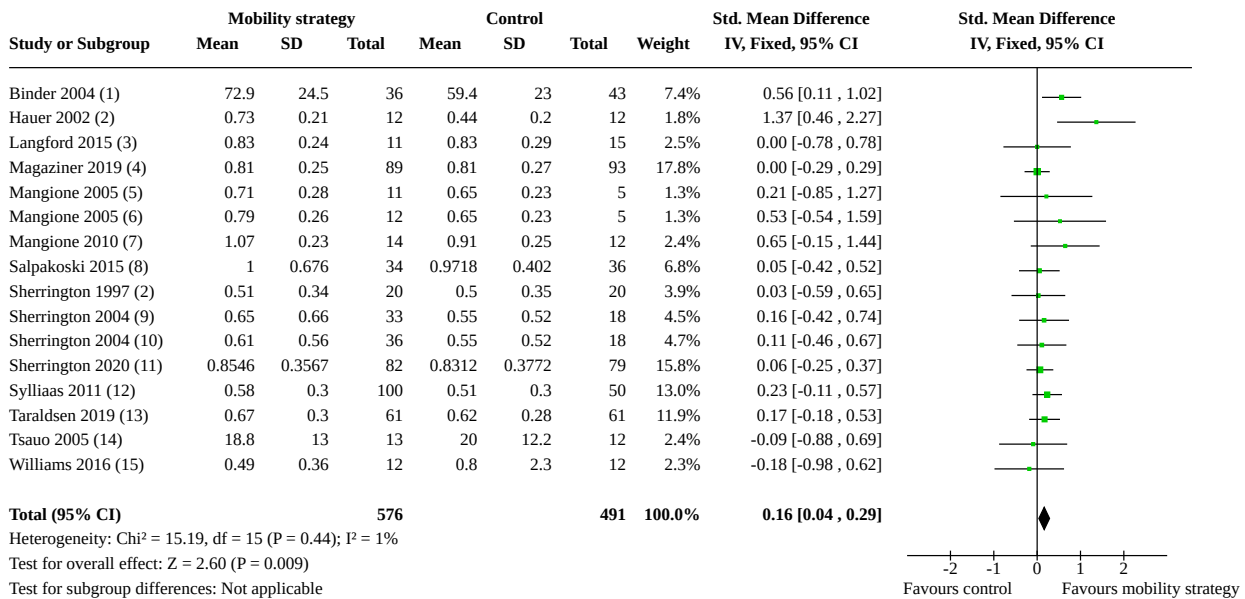 Mobility strategy Control Std. Mean Difference Std. Mean Difference
Study or Subgroup Mean SD Total Mean SD Total Weight IV, Fixed, 95% CI IV, Fixed, 95% CI
Binder 2004 (1) 72.9 24.5 36 59.4 23 43 7.4% 0.56 [0.11 , 1.02]
Hauer 2002 (2) 0.73 0.21 12 0.44 0.2 12 1.8% 1.37 [0.46 , 2.27]
Langford 2015 (3) 0.83 0.24 11 0.83 0.29 15 2.5% 0.00 [-0.78 , 0.78]
Magaziner 2019 (4) 0.81 0.25 89 0.81 0.27 93 17.8% 0.00 [-0.29 , 0.29]
Mangione 2005 (5) 0.71 0.28 11 0.65 0.23 5 1.3% 0.21 [-0.85 , 1.27]
Mangione 2005 (6) 0.79 0.26 12 0.65 0.23 5 1.3% 0.53 [-0.54 , 1.59]
Mangione 2010 (7) 1.07 0.23 14 0.91 0.25 12 2.4% 0.65 [-0.15 , 1.44]
Salpakoski 2015 (8) 1 0.676 34 0.9718 0.402 36 6.8% 0.05 [-0.42 , 0.52]
Sherrington 1997 (2) 0.51 0.34 20 0.5 0.35 20 3.9% 0.03 [-0.59 , 0.65]
Sherrington 2004 (9) 0.65 0.66 33 0.55 0.52 18 4.5% 0.16 [-0.42 , 0.74]
Sherrington 2004 (10) 0.61 0.56 36 0.55 0.52 18 4.7% 0.11 [-0.46 , 0.67]
Sherrington 2020 (11) 0.8546 0.3567 82 0.8312 0.3772 79 15.8% 0.06 [-0.25 , 0.37]
Sylliaas 2011 (12) 0.58 0.3 100 0.51 0.3 50 13.0% 0.23 [-0.11 , 0.57]
Taraldsen 2019 (13) 0.67 0.3 61 0.62 0.28 61 11.9% 0.17 [-0.18 , 0.53]
Tsauo 2005 (14) 18.8 13 13 20 12.2 12 2.4% -0.09 [-0.88 , 0.69]
Williams 2016 (15) 0.49 0.36 12 0.8 2.3 12 2.3% -0.18 [-0.98 , 0.62]
Total (95% CI) 576 491 100.0% 0.16 [0.04 , 0.29]
Heterogeneity: Chi² = 15.19, df = 15 (P = 0.44); I² = 1%
Test for overall effect: Z = 2.60 (P = 0.009)
Test for subgroup differences: Not applicable
-2 -1 0 1 2
Favours control Favours mobility strategy